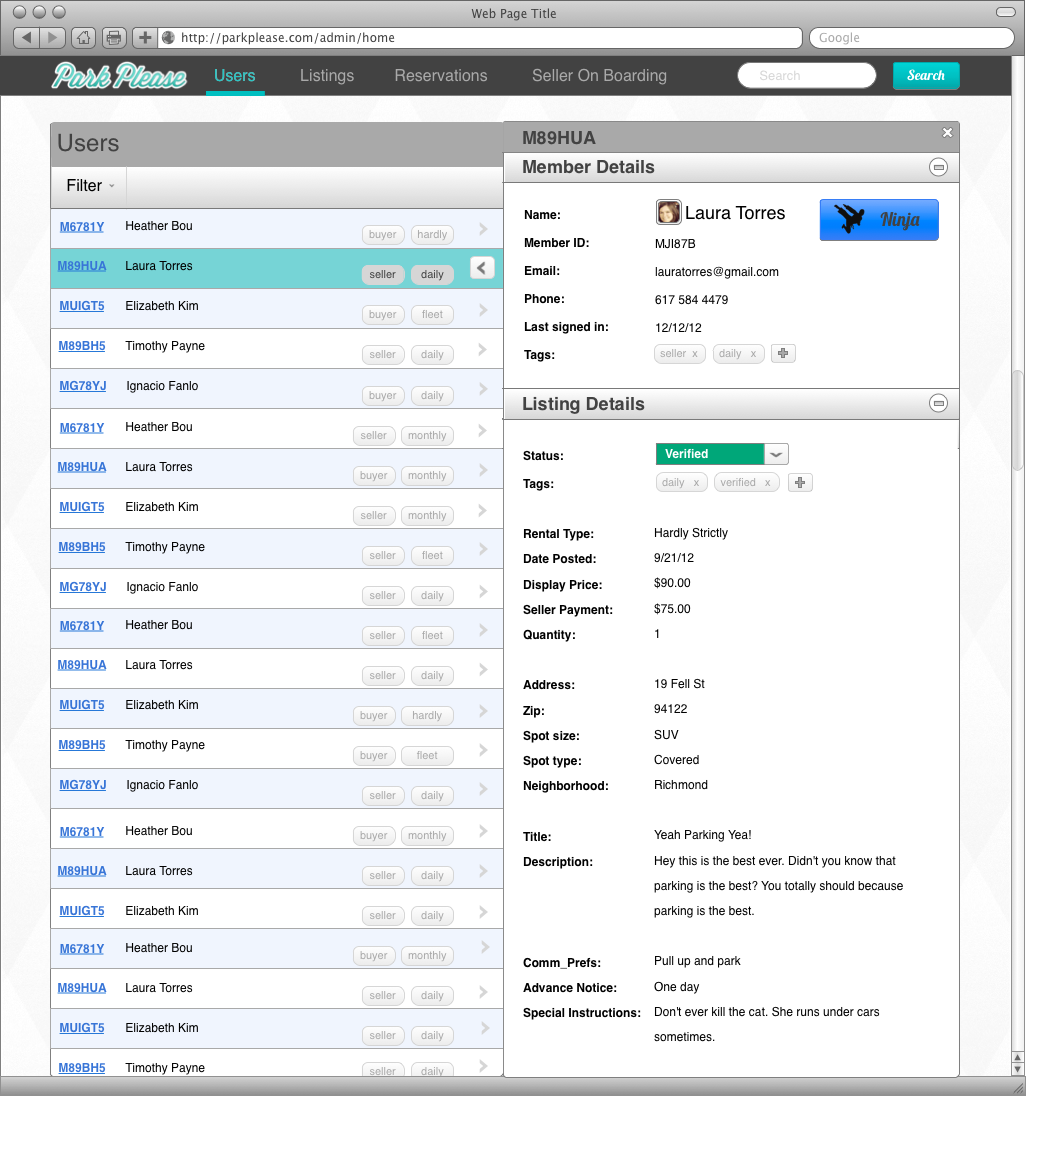 Web Page Title
http://parkplease.com/admin/home
Google
Park Please
Users
Listings
Reservations
Seller On Boarding
Search
Search
Users
Filter
M6781Y Heather Bou buyer hardly
M89HUA Laura Torres seller daily
MUIGT5 Elizabeth Kim buyer fleet
M89BH5 Timothy Payne seller daily
MG78YJ Ignacio Fanlo buyer daily
M6781Y Heather Bou seller monthly
M89HUA Laura Torres buyer monthly
MUIGT5 Elizabeth Kim seller monthly
M89BH5 Timothy Payne seller fleet
MG78YJ Ignacio Fanlo seller daily
M6781Y Heather Bou seller fleet
M89HUA Laura Torres seller daily
MUIGT5 Elizabeth Kim buyer hardly
M89BH5 Timothy Payne buyer fleet
MG78YJ Ignacio Fanlo seller daily
M6781Y Heather Bou buyer monthly
M89HUA Laura Torres seller daily
MUIGT5 Elizabeth Kim seller daily
M6781Y Heather Bou buyer monthly
M89HUA Laura Torres seller daily
MUIGT5 Elizabeth Kim seller daily
M89BH5 Timothy Payne seller daily
M89HUA
Member Details
Name: Laura Torres
Ninja
Member ID: MJI87B
Email: lauratorres@gmail.com
Phone: 617 584 4479
Last signed in: 12/12/12
Tags: seller x daily x
Listing Details
Status: Verified
Tags: daily x verified x
Rental Type: Hardly Strictly
Date Posted: 9/21/12
Display Price: $90.00
Seller Payment: $75.00
Quantity: 1
Address: 19 Fell St
Zip: 94122
Spot size: SUV
Spot type: Covered
Neighborhood: Richmond
Title: Yeah Parking Yea!
Description: Hey this is the best ever. Didn't you know that
parking is the best? You totally should because
parking is the best.
Comm_Prefs: Pull up and park
Advance Notice: One day
Special Instructions: Don't ever kill the cat. She runs under cars
sometimes.